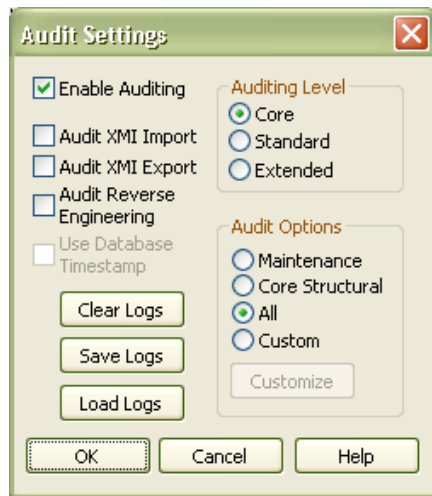 Audit Settings
Enable Auditing
Audit XMI Import
Audit XMI Export
Audit Reverse
Engineering
Use Database
Timestamp
Clear Logs
Save Logs
Load Logs
Auditing Level
Core
Standard
Extended
Audit Options
Maintenance
Core Structural
All
Custom
Customize
OK
Cancel
Help